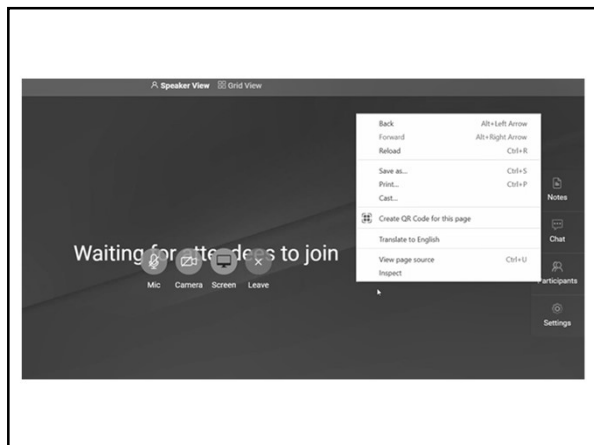 Speaker View Grid View
Back Alt+Left Arrow
Forward Alt+Right Arrow
Reload Ctrl+R
Save as... Ctrl+S
Print... Ctrl+P
Cast...
Create QR Code for this page
Translate to English
View page source Ctrl+U
Inspect
Notes
Chat
Participants
Settings
Waiting for attendees to join
Mic Camera Screen Leave